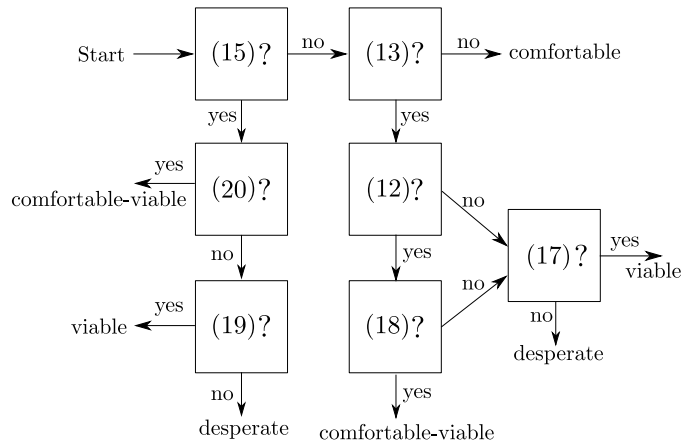 Start
(15)?
no
(13)?
no
comfortable
yes
yes
yes
comfortable-viable
(20)?
(12)?
no
no
yes
(17)?
yes
viable
yes
viable
(19)?
(18)?
no
no
desperate
no
desperate
yes
comfortable-viable